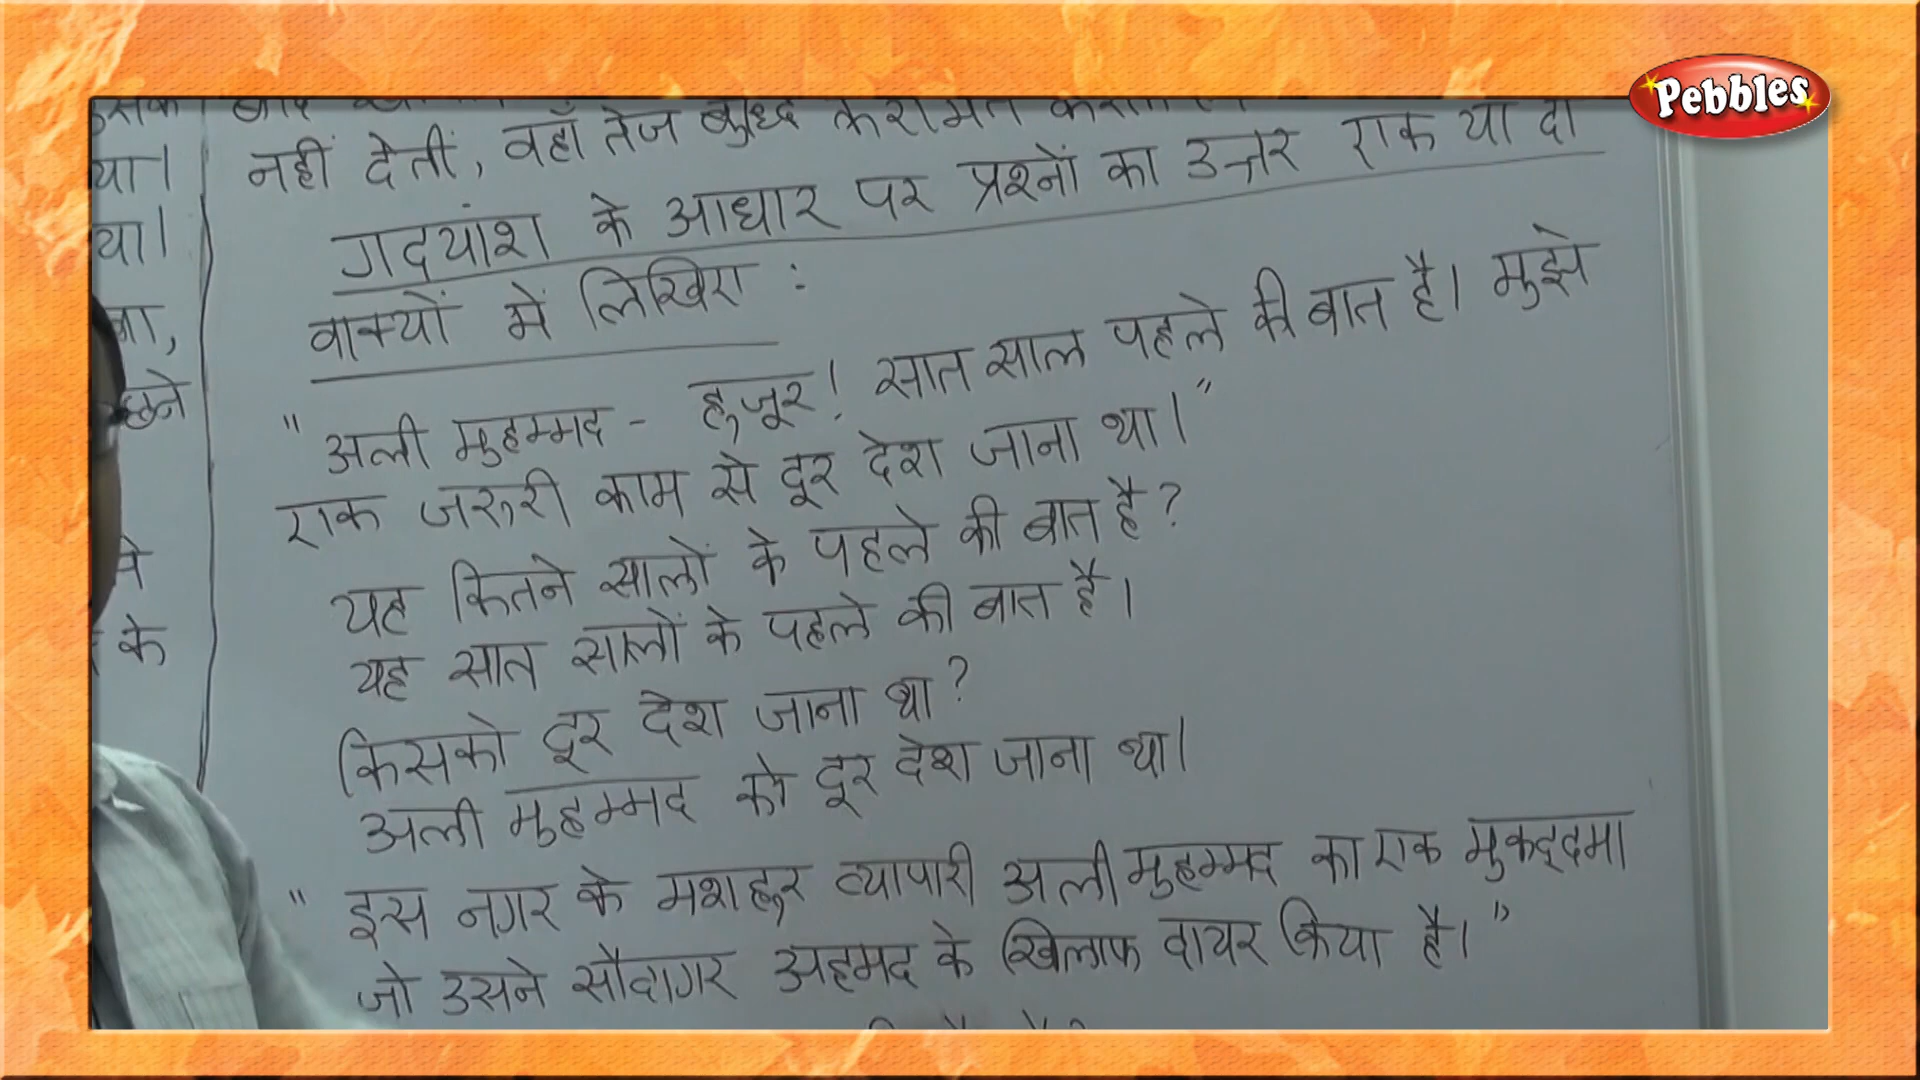 Pebbles
नहीं देतीं, वहाँ तेज
गद्यांश के आधार पर प्रश्नों का उत्तर एक या दो
वाक्यों में लिखिए :
"अली मुहम्मद - हुजूर! सात साल पहले की बात है। मुझे
एक जरुरी काम से दूर देश जाना था।"
यह कितने सालों के पहले की बात है?
यह सात सालों के पहले की बात है।
किसको दूर देश जाना था?
अली मुहम्मद को दूर देश जाना था।
" इस नगर के मशहूर व्यापारी अली मुहम्मद का एक मुकद्दमा
जो उसने सौदागर अहमद के खिलाफ दायर किया है।"
या।
या।
के